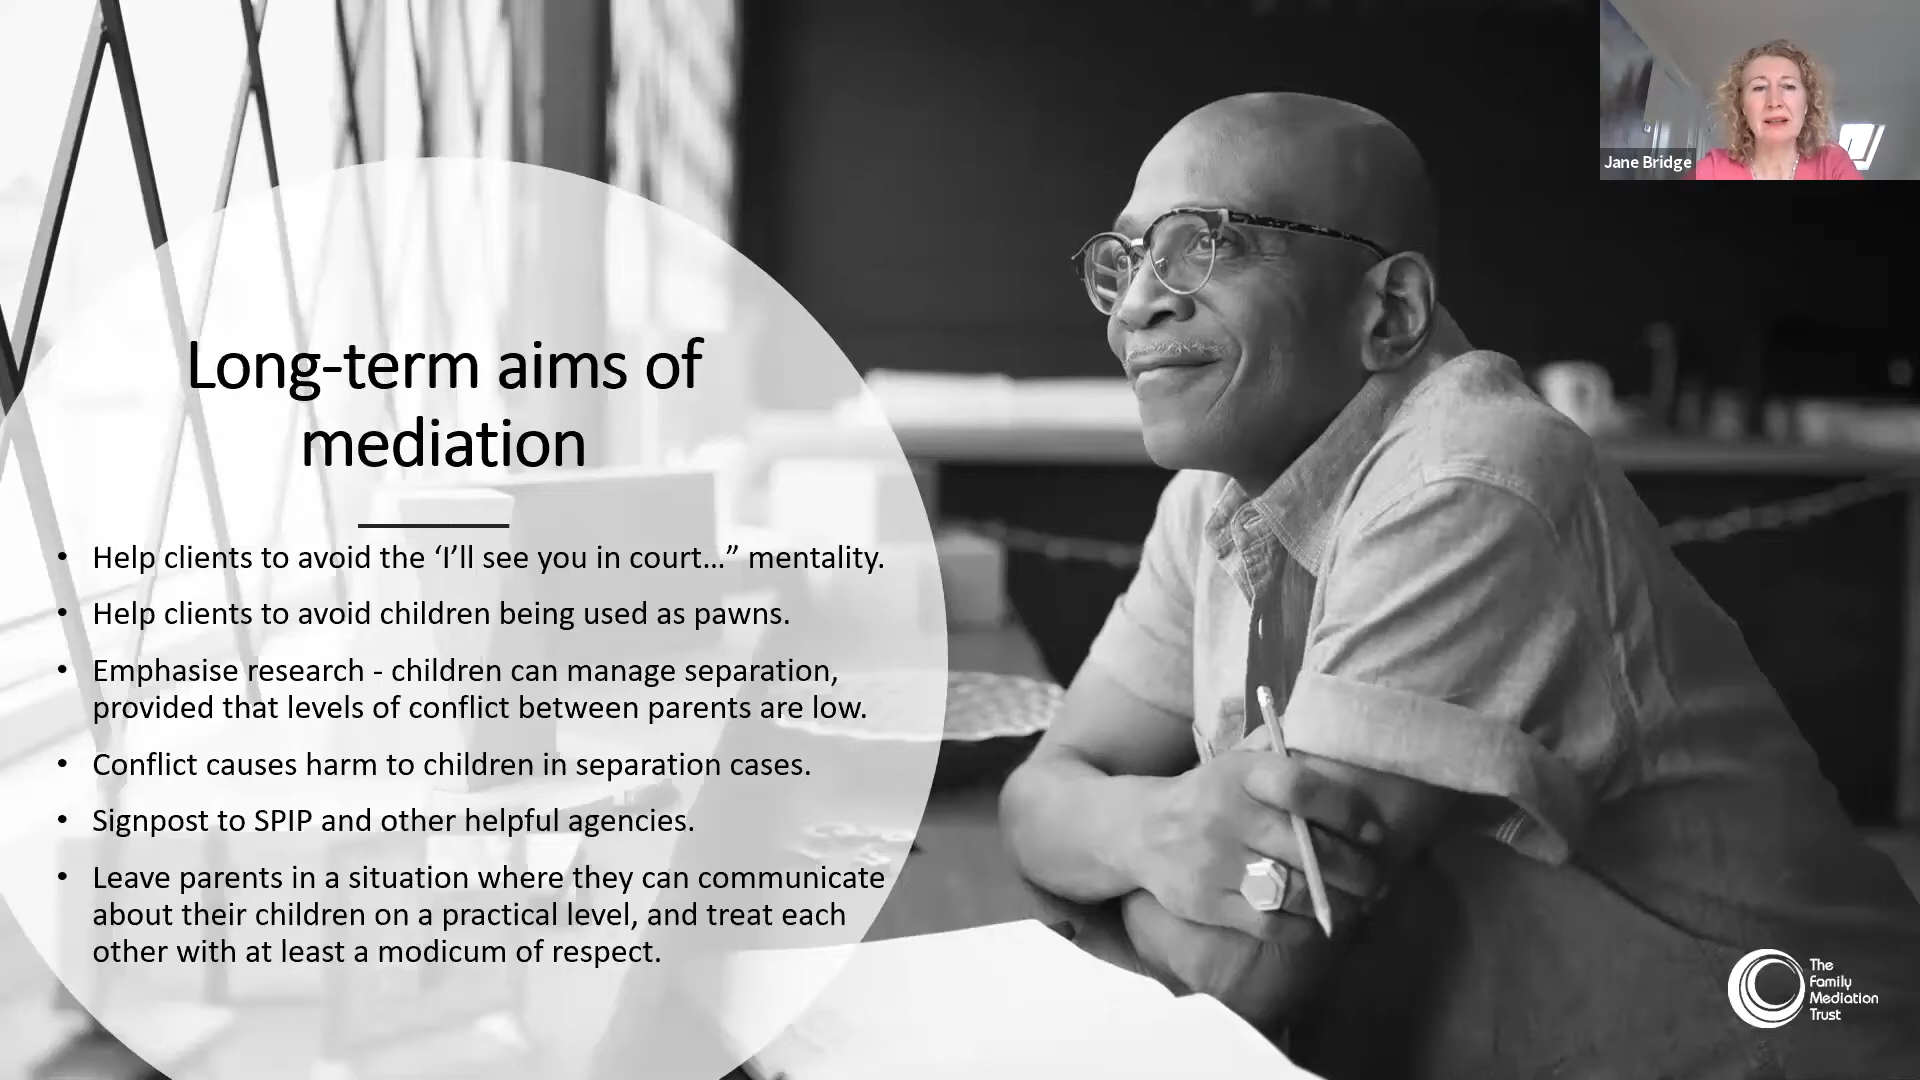 Jane Bridge
Long-term aims of
mediation
• Help clients to avoid the ‘I’ll see you in court…” mentality.
• Help clients to avoid children being used as pawns.
• Emphasise research - children can manage separation,
provided that levels of conflict between parents are low.
• Conflict causes harm to children in separation cases.
• Signpost to SPIP and other helpful agencies.
• Leave parents in a situation where they can communicate
about their children on a practical level, and treat each
other with at least a modicum of respect.
The
Family
Mediation
Trust